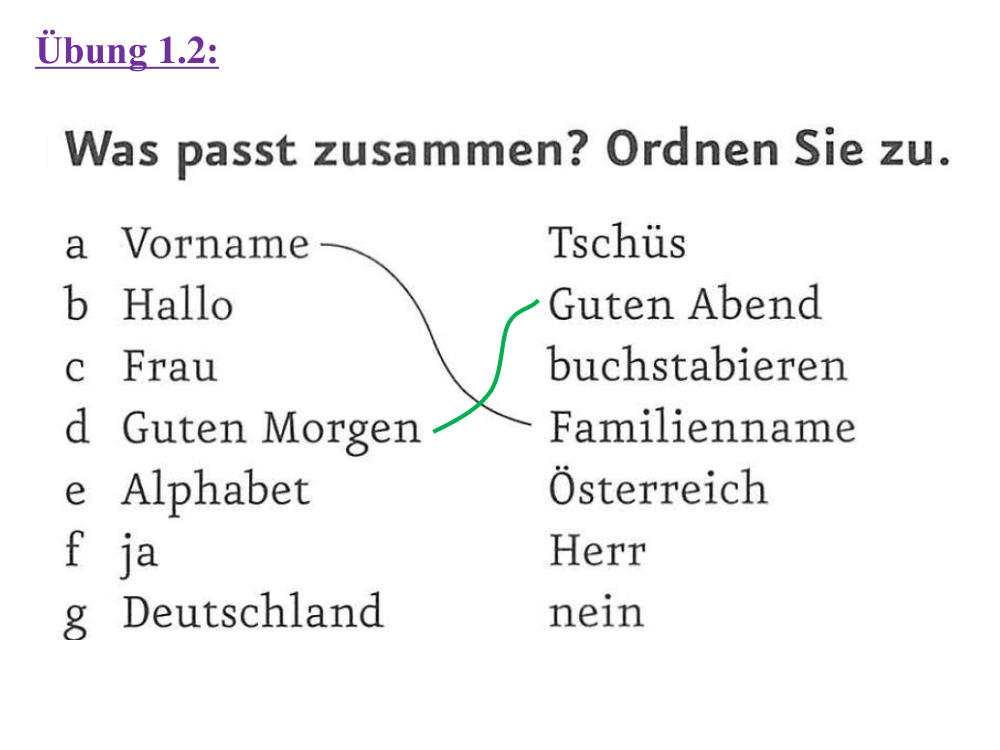 Übung 1.2:
Was passt zusammen? Ordnen Sie zu.
a Vorname Tschüs
b Hallo Guten Abend
c Frau buchstabieren
d Guten Morgen Familienname
e Alphabet Österreich
f ja Herr
g Deutschland nein